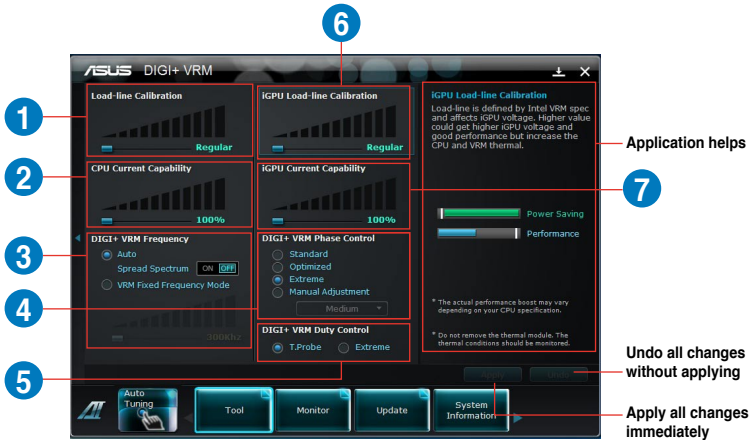 6
ASUS DIGI+ VRM
1
Load-line Calibration
Regular
iGPU Load-line Calibration
Regular
iGPU Load-line Calibration
Load-line is defined by Intel VRM spec
and affects iGPU voltage. Higher value
could get higher iGPU voltage and
good performance but increase the
CPU and VRM thermal.
Application helps
2
CPU Current Capability
100%
iGPU Current Capability
100%
7
Power Saving
Performance
3
DIGI+ VRM Frequency
Auto
Spread Spectrum ON OFF
VRM Fixed Frequency Mode
300Khz
4
DIGI+ VRM Phase Control
Standard
Optimized
Extreme
Manual Adjustment
Medium
* The actual performance boost may vary
depending on your CPU specification.
* Do not remove the thermal module. The
thermal conditions should be monitored.
5
DIGI+ VRM Duty Control
T.Probe Extreme
Apply Undo
Undo all changes
without applying
Auto
Tuning
Tool
Monitor
Update
System
Information
Apply all changes
immediately